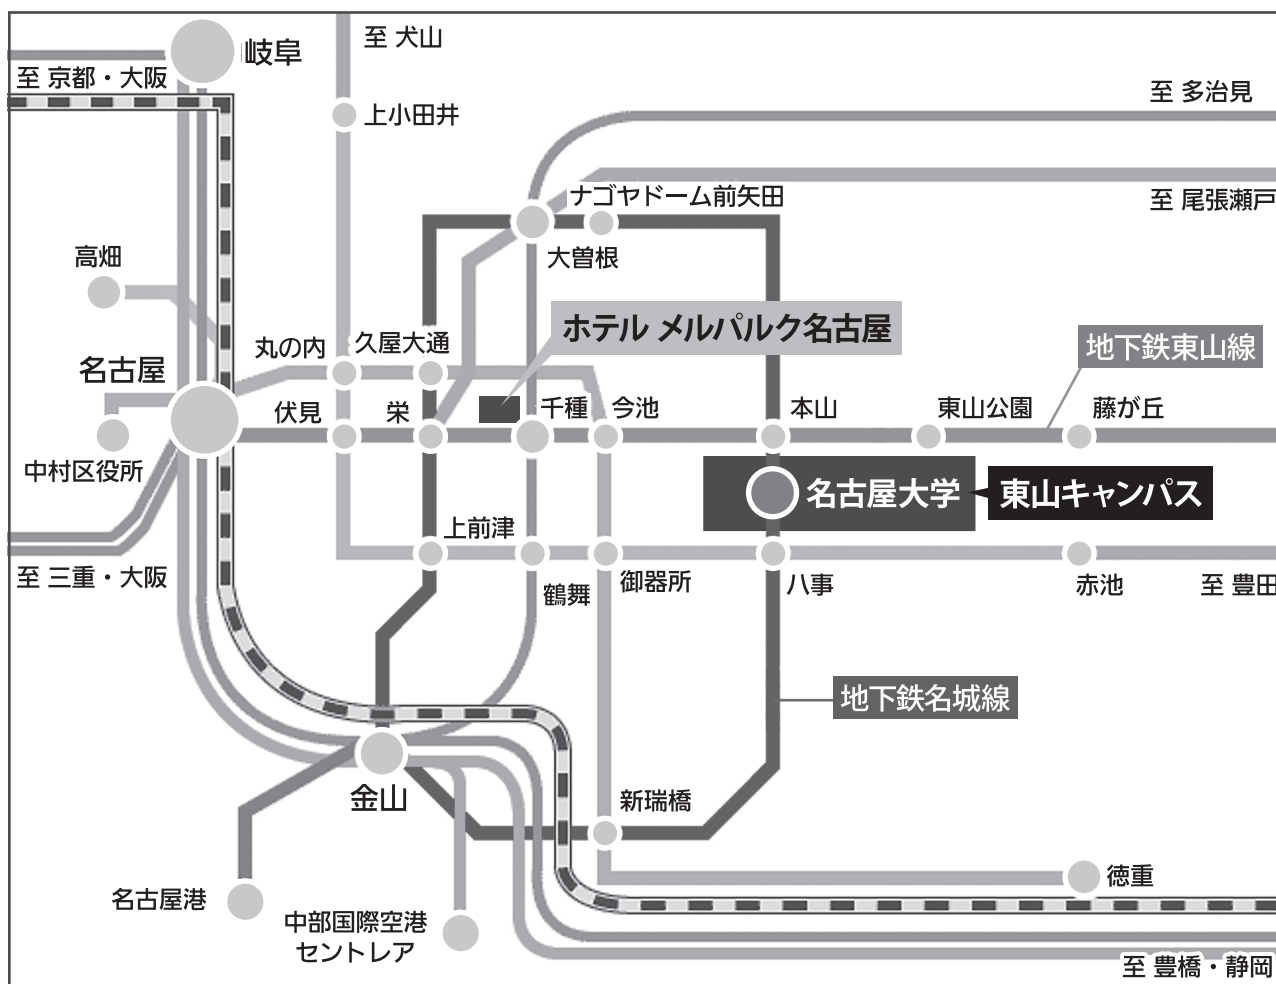 岐阜
至 犬山
至 京都・大阪
至 多治見
上小田井
ナゴヤドーム前矢田
至 尾張瀬戸
高畑
大曽根
ホテル メルパルク名古屋
丸の内
久屋大通
地下鉄東山線
名古屋
伏見
栄
千種
今池
本山
東山公園
藤が丘
中村区役所
名古屋大学
東山キャンパス
上前津
至 三重・大阪
鶴舞
御器所
八事
赤池
至 豊田
地下鉄名城線
金山
新瑞橋
徳重
名古屋港
中部国際空港
セントレア
至 豊橋・静岡